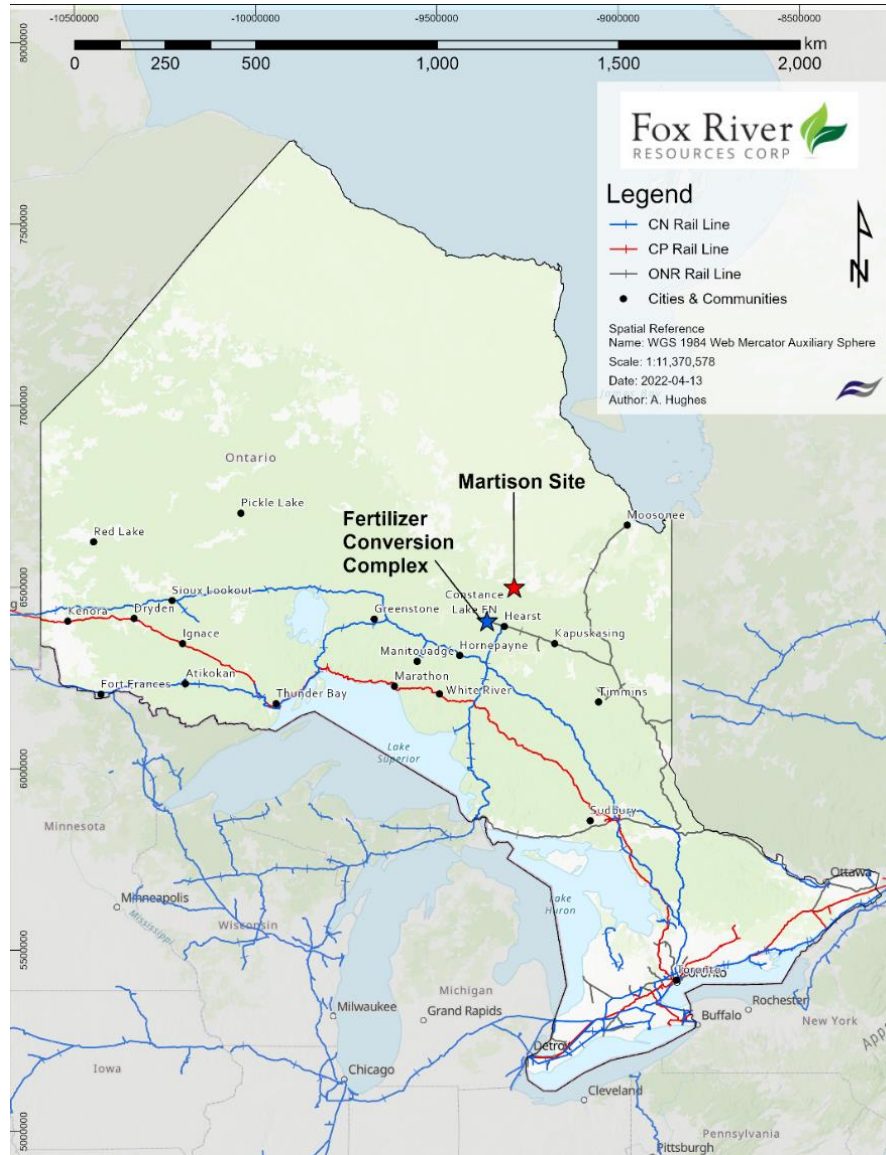 -10500000 -10000000 -9500000 -9000000 -8500000
8000000
7500000
7000000
6500000
6000000
5500000
5000000
km
0 250 500 1,000 1,500 2,000
Fox River
RESOURCES CORP
Legend
CN Rail Line
CP Rail Line
ONR Rail Line
Cities & Communities
N
Spatial Reference
Name: WGS 1984 Web Mercator Auxiliary Sphere
Scale: 1:11,370,578
Date: 2022-04-13
Author: A. Hughes
Ontario
Martison Site
Pickle Lake
Fertilizer
Conversion
Complex
Red Lake
Moosonee
Sioux Lookout
Constance
Lake FN
Kenora
Dryden
Greenstone
Hearst
Ignace
Kapuskasing
Manitouadge
Hornepayne
Fort Frances
Atikokan
Marathon
White River
Thunder Bay
Timmins
Lake
Superior
Sudbury
Minnesota
Ottawa
Minneapolis
Mississippi
Wisconsin
Lake
Huron
Toronto
Michigan
Milwaukee
Grand Rapids
Rochester
Buffalo
New York
Detroit
Iowa
Chicago
Cleveland
Pennsylvania
Pittsburgh